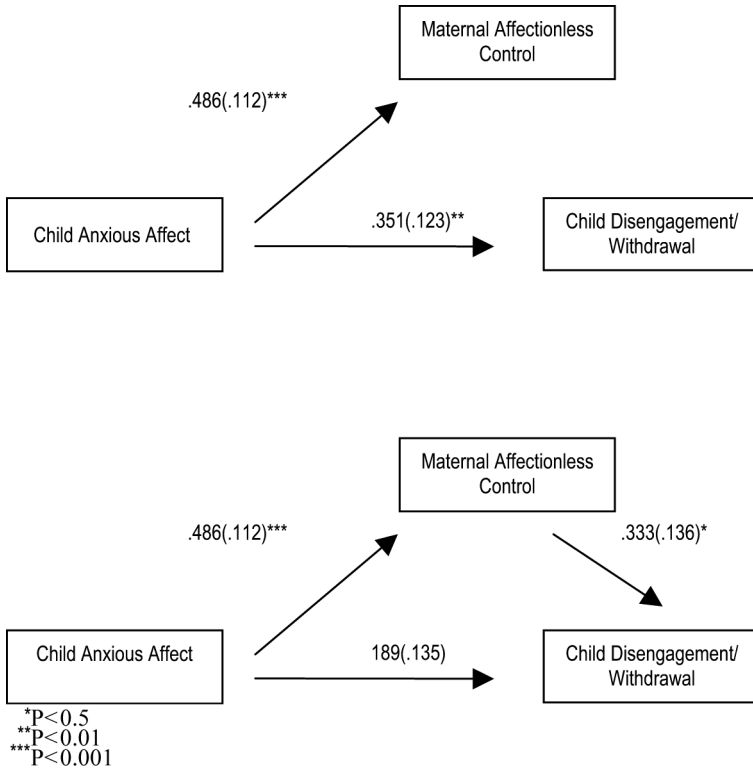 Maternal Affectionless
Control
.486(.112)***
Child Anxious Affect
.351(.123)**
Child Disengagement/
Withdrawal
Maternal Affectionless
Control
.486(.112)***
.333(.136)*
Child Anxious Affect
189(.135)
Child Disengagement/
Withdrawal
*P<0.5
**P<0.01
***P<0.001